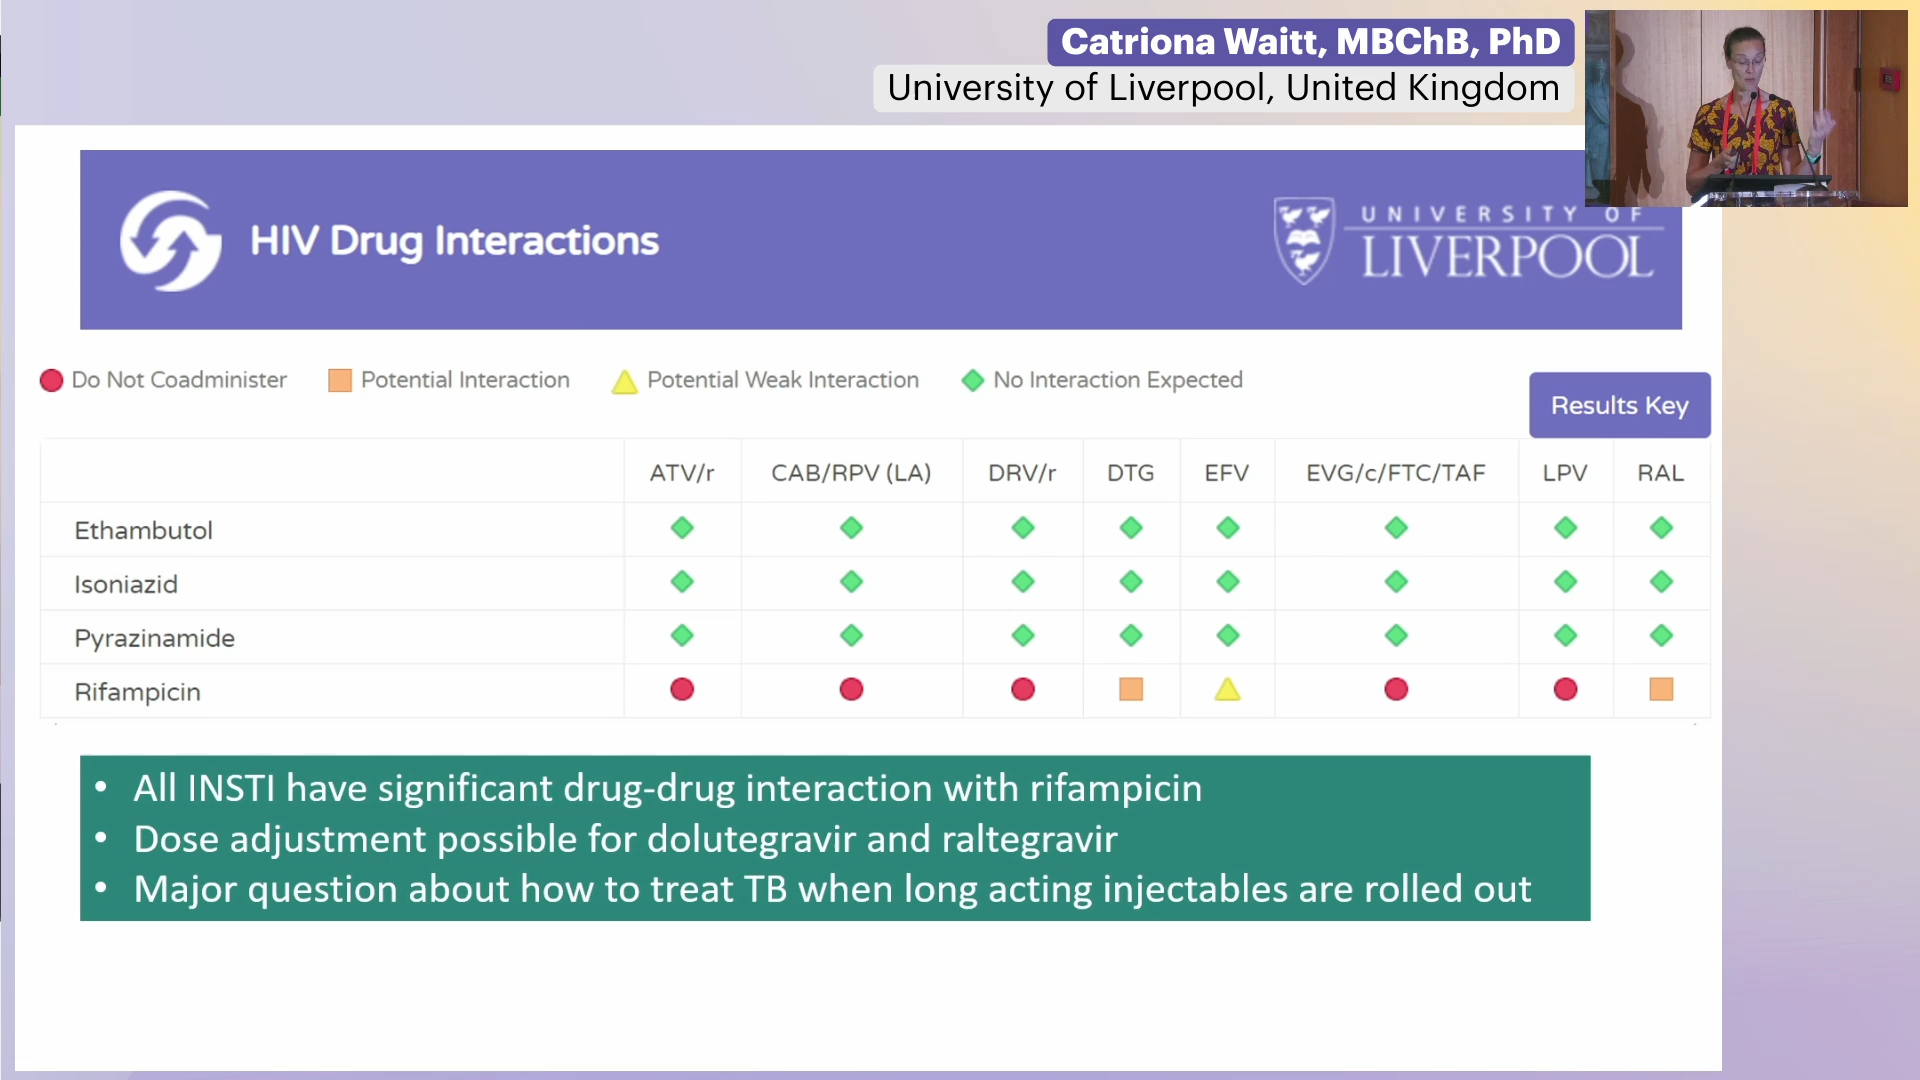 Catriona Waitt, MBChB, PhD
University of Liverpool, United Kingdom
HIV Drug Interactions
UNIVERSITY OF
LIVERPOOL
Do Not Coadminister Potential Interaction Potential Weak Interaction No Interaction Expected
Results Key
ATV/r CAB/RPV (LA) DRV/r DTG EFV EVG/c/FTC/TAF LPV RAL
Ethambutol
Isoniazid
Pyrazinamide
Rifampicin
• All INSTI have significant drug-drug interaction with rifampicin
• Dose adjustment possible for dolutegravir and raltegravir
• Major question about how to treat TB when long acting injectables are rolled out